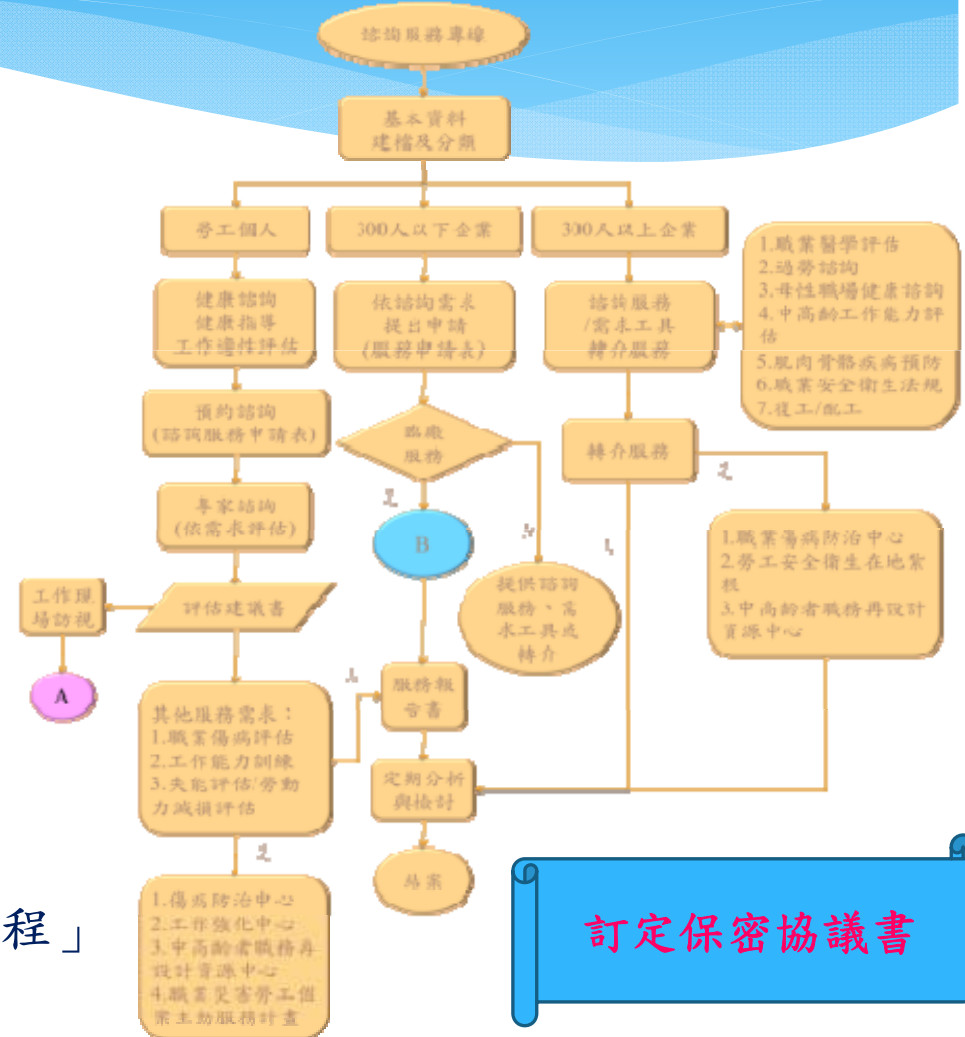 諮詢服務專線
基本資料
建檔及分類
勞工個人
300人以下企業
300人以上企業
健康諮詢
健康指導
工作適性評估
依諮詢需求
提出申請
(服務申請表)
諮詢服務
/需求工具
轉介服務
1.職業醫學評估
2.過勞諮詢
3.母性職場健康諮詢
4.中高齡工作能力評
估
5.肌肉骨骼疾病預防
6.職業安全衛生法規
7.復工/配工
預約諮詢
(諮詢服務申請表)
臨廠
服務
轉介服務
專家諮詢
(依需求評估)
B
提供諮詢
服務、需
求工具或
轉介
1.職業傷病防治中心
2.勞工安全衛生在地紮
根
3.中高齡者職務再設計
資源中心
工作現
場訪視
評估建議書
A
其他服務需求：
1.職業傷病評估
2.工作能力訓練
3.失能評估/勞動
力減損評估
服務報
告書
定期分析
與檢討
結案
1.傷病防治中心
2.工作強化中心
3.中高齡者職務再
設計資源中心
4.職業災害勞工個
案主動服務計畫
程」
訂定保密協議書